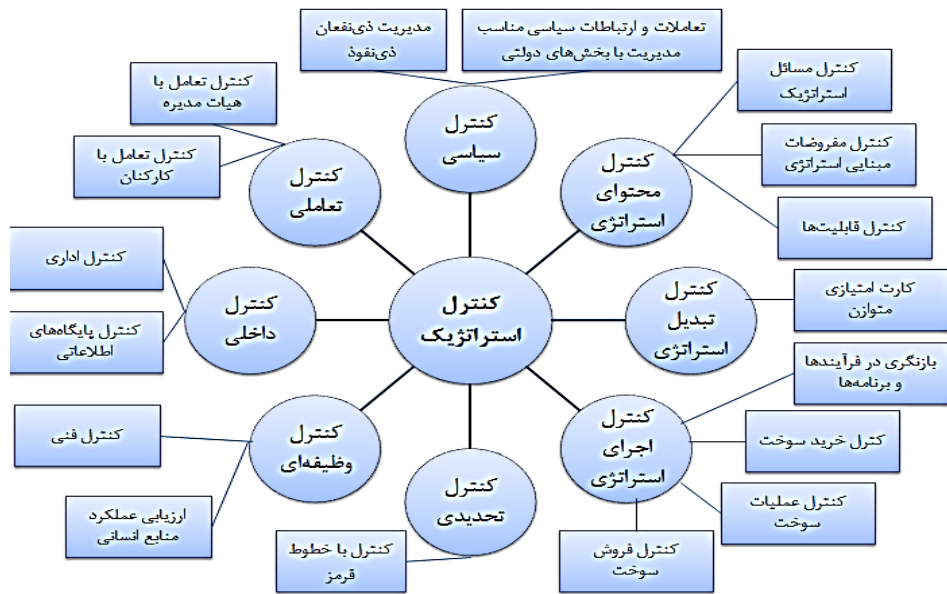 مدیریت ذی‌نفعان
ذی‌نفوذ
تعاملات و ارتباطات سیاسی مناسب
مدیریت با بخش‌های دولتی
کنترل
سیاسی
کنترل مسائل
استراتژیک
کنترل مفروضات
مبنایی استراتژی
کنترل قابلیت‌ها
کنترل
محتوای
استراتژی
کارت امتیازی
متوازن
کنترل
تبدیل
استراتژی
بازنگری در فرآیندها
و برنامه‌ها
کترل خرید سوخت
کنترل عملیات
سوخت
کنترل فروش
سوخت
کنترل
اجرای
استراتژی
کنترل
تحدیدی
کنترل با خطوط
قرمز
کنترل
وظیفه‌ای
کنترل فنی
ارزیابی عملکرد
منابع انسانی
کنترل
داخلی
کنترل اداری
کنترل پایگاه‌های
اطلاعاتی
کنترل
تعاملی
کنترل تعامل با
هیات مدیره
کنترل تعامل با
کارکنان
کنترل
استراتژیک